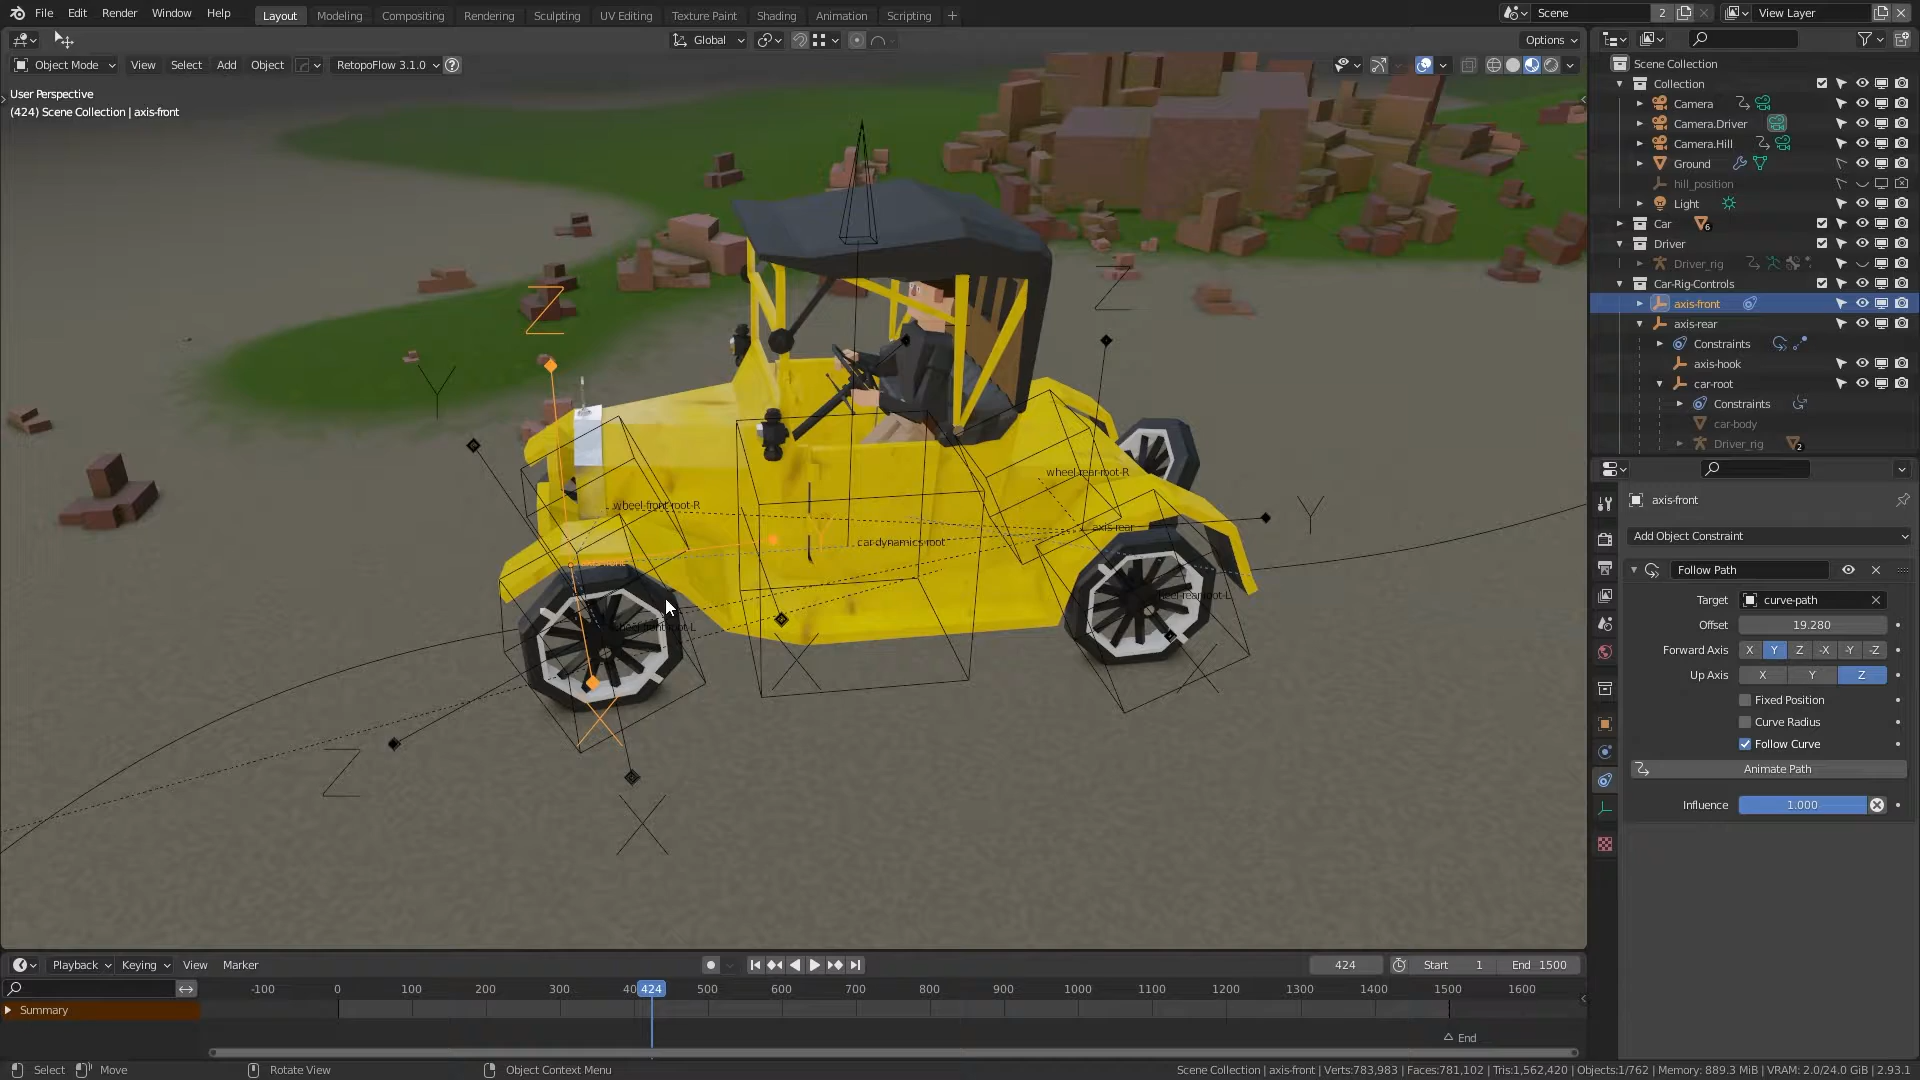 File Edit Render Window Help Layout Modeling Compositing Rendering Sculpting UV Editing Texture Paint Shading Animation Scripting + Scene 2 View Layer
Global Options
Object Mode View Select Add Object RetopoFlow 3.1.0
User Perspective
(424) Scene Collection | axis-front
Z
Z
Y
wheel-rear-root-R
wheel-front-root-R
Y
axis-rear
Y
car-dynamics-root
wheel-front-root-L
X
X
X
Z
X
Scene Collection
Collection
Camera
Camera.Driver
Camera.Hill
Ground
hill_position
Light
Car 6
Driver
Driver_rig
Car-Rig-Controls
axis-front
axis-rear
Constraints
axis-hook
car-root
Constraints
car-body
Driver_rig 2
axis-front
Add Object Constraint
Follow Path
Target curve-path
Offset 19.280
Forward Axis X Y Z -X -Y -Z
Up Axis X Y Z
Fixed Position
Curve Radius
Follow Curve
Animate Path
Influence 1.000
Playback Keying View Marker 424 Start 1 End 1500
-100 0 100 200 300 40 424 500 600 700 800 900 1000 1100 1200 1300 1400 1500 1600
Summary
End
Select Move Rotate View Object Context Menu Scene Collection | axis-front | Verts:783,983 | Faces:781,102 | Tris:1,562,420 | Objects:1/762 | Memory: 889.3 MiB | VRAM: 2.0/24.0 GiB | 2.93.1